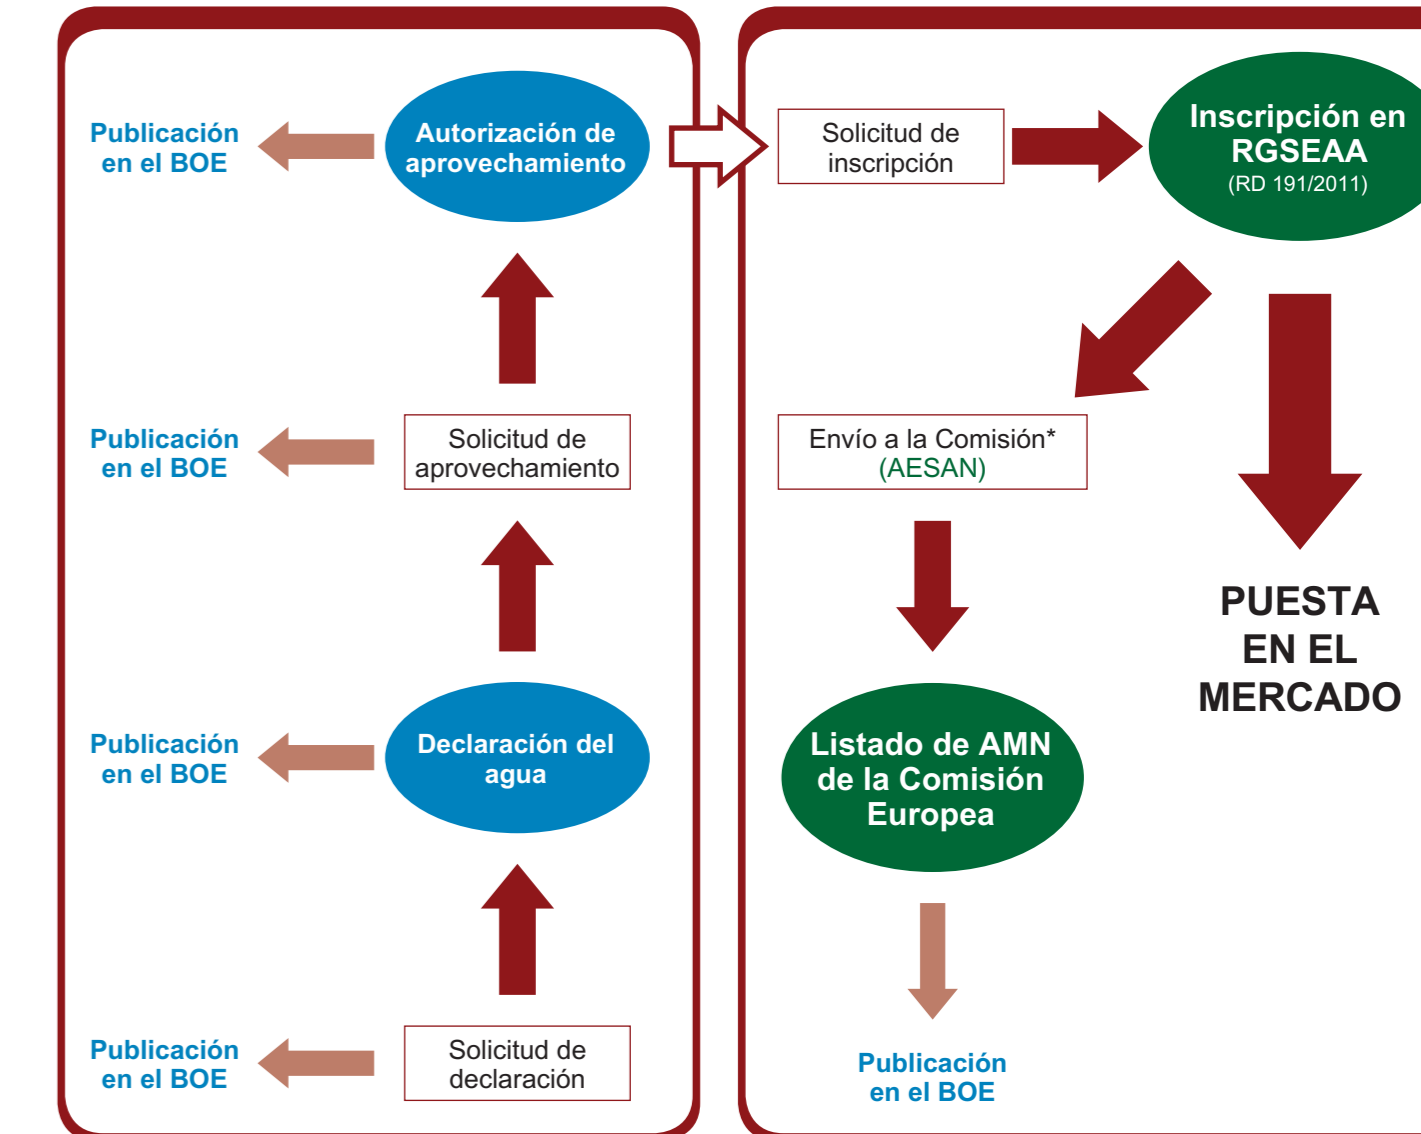 Publicación
en el BOE
Autorización de
aprovechamiento
Publicación
en el BOE
Solicitud de
aprovechamiento
Publicación
en el BOE
Declaración del
agua
Publicación
en el BOE
Solicitud de
declaración
Solicitud de
inscripción
Inscripción en
RGSEAA
(RD 191/2011)
Envío a la Comisión*
(AESAN)
PUESTA
EN EL
MERCADO
Listado de AMN
de la Comisión
Europea
Publicación
en el BOE